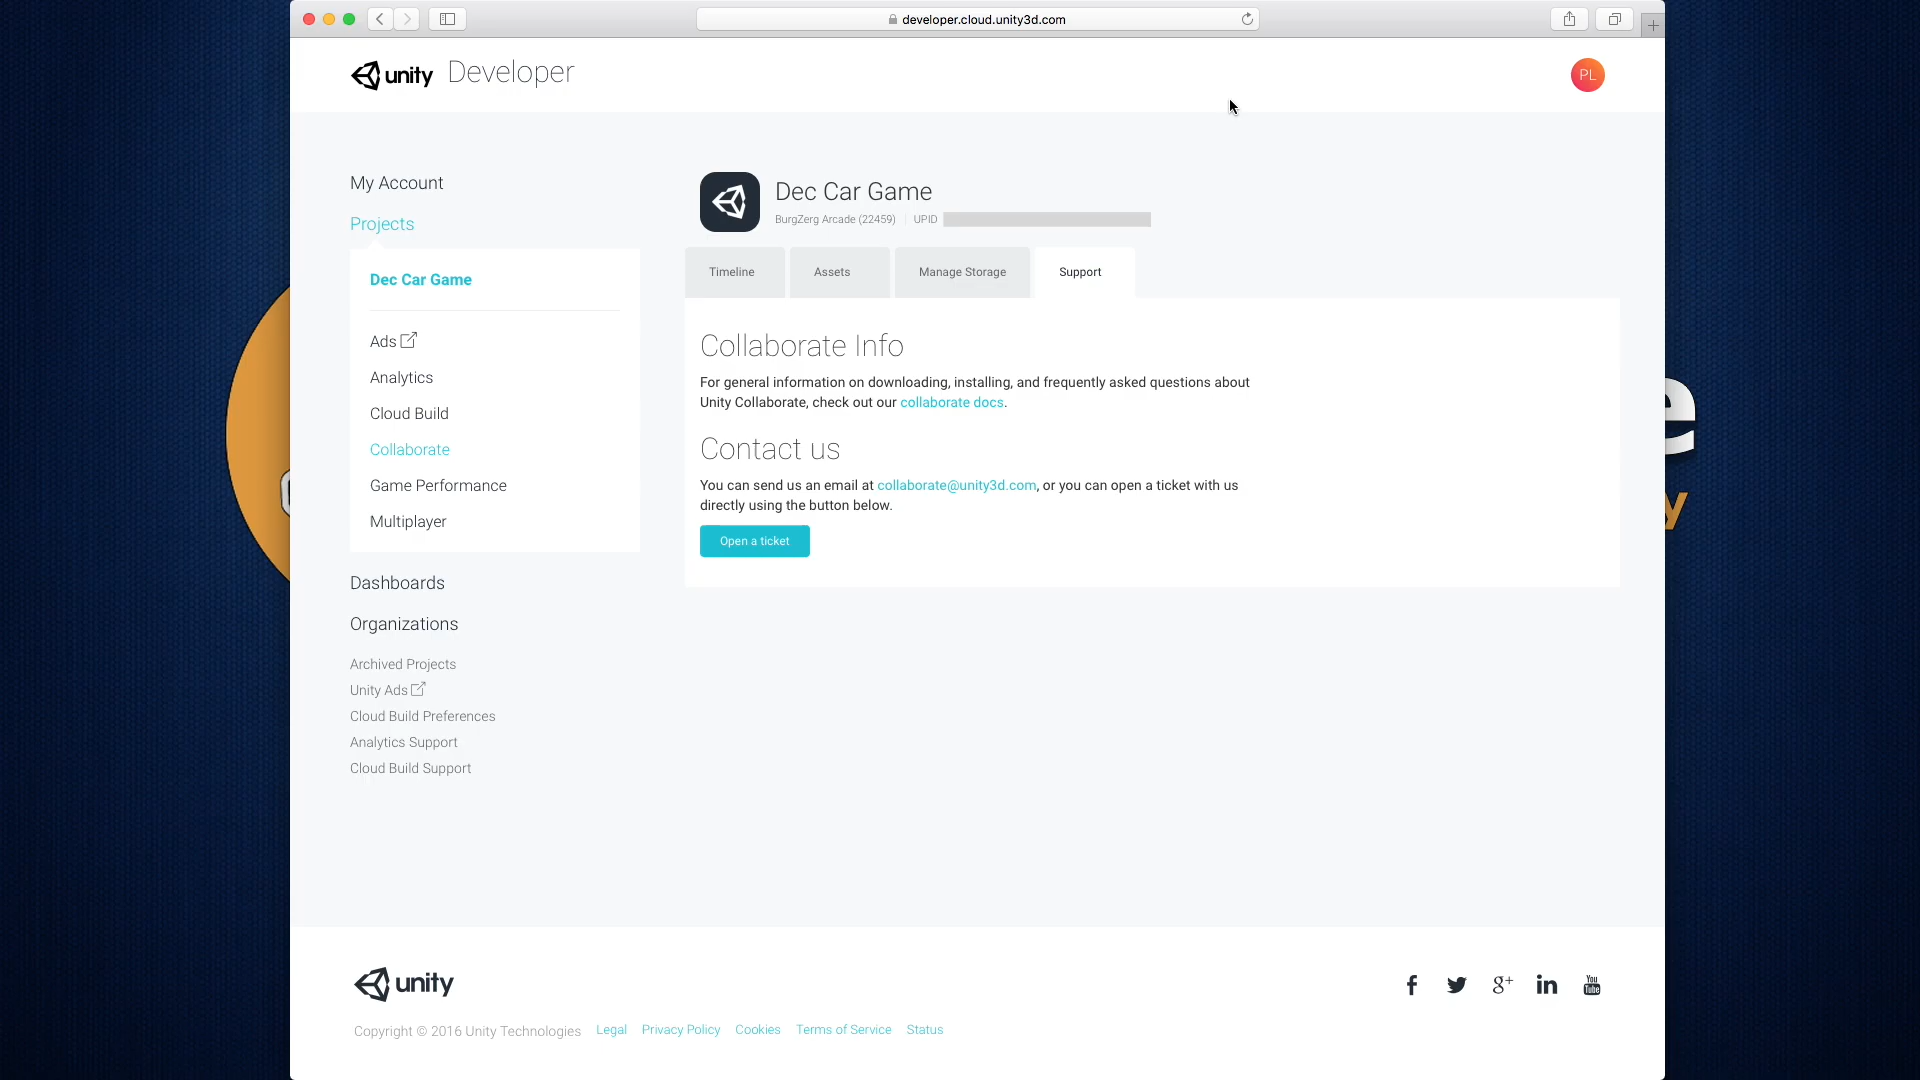 developer.cloud.unity3d.com
unity Developer
PL
My Account
Projects
Dec Car Game
Ads
Analytics
Cloud Build
Collaborate
Game Performance
Multiplayer
Dashboards
Organizations
Archived Projects
Unity Ads
Cloud Build Preferences
Analytics Support
Cloud Build Support
Dec Car Game
BurgZerg Arcade (22459) UPID
Timeline
Assets
Manage Storage
Support
Collaborate Info
For general information on downloading, installing, and frequently asked questions about
Unity Collaborate, check out our collaborate docs.
Contact us
You can send us an email at collaborate@unity3d.com, or you can open a ticket with us
directly using the button below.
Open a ticket
e
y
unity
f
g+
in
You
Tube
Copyright © 2016 Unity Technologies Legal Privacy Policy Cookies Terms of Service Status